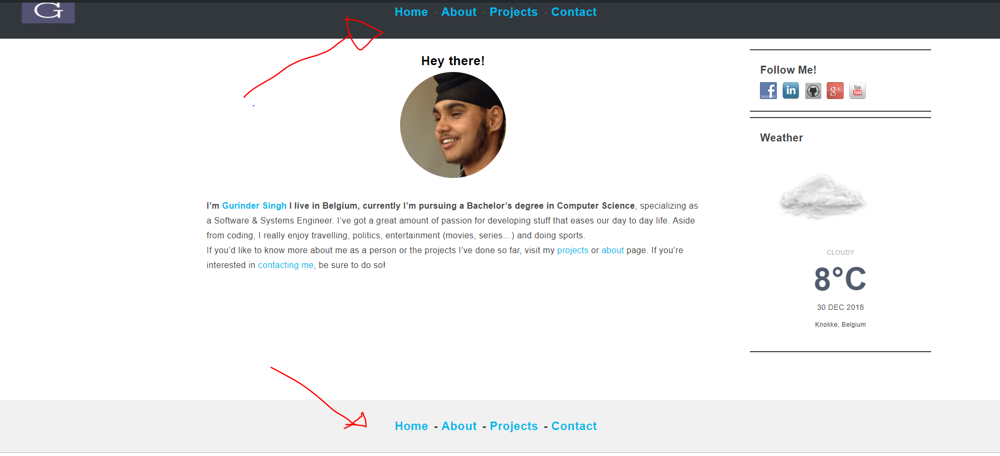 G
Home - About - Projects - Contact
Hey there!
Follow Me!
f in g+ You Tube
Weather
I’m Gurinder Singh I live in Belgium, currently I’m pursuing a Bachelor’s degree in Computer Science, specializing as
a Software & Systems Engineer. I’ve got a great amount of passion for developing stuff that eases our day to day life. Aside
from coding, I really enjoy travelling, politics, entertainment (movies, series…) and doing sports.
If you’d like to know more about me as a person or the projects I’ve done so far, visit my projects or about page. If you’re
interested in contacting me, be sure to do so!
CLOUDY
8°C
30 DEC 2018
Knokke, Belgium
Home - About - Projects - Contact